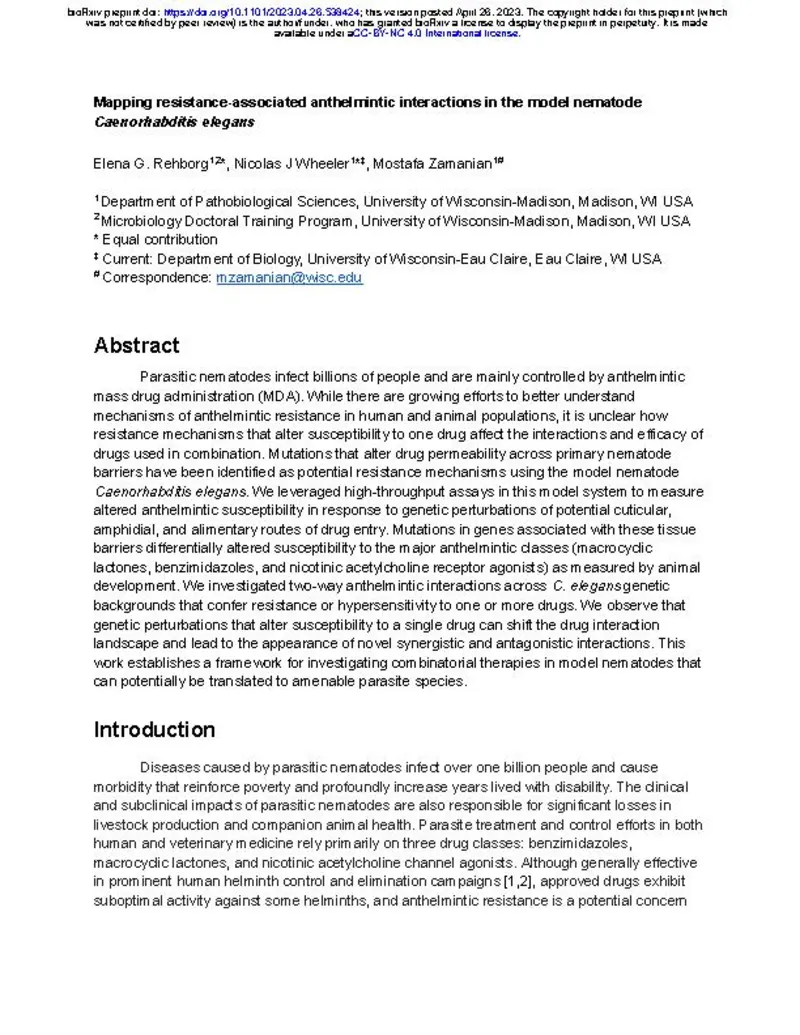 bioRxiv preprint doi: https://doi.org/10.1101/2023.04.26.538424; this version posted April 26, 2023. The copyright holder for this preprint (which
was not certified by peer review) is the author/funder, who has granted bioRxiv a license to display the preprint in perpetuity. It is made
available under aCC-BY-NC 4.0 International license.
Mapping resistance-associated anthelmintic interactions in the model nematode
Caenorhabditis elegans
Elena G. Rehborg1,2*, Nicolas J Wheeler1*‡, Mostafa Zamanian1#
1 Department of Pathobiological Sciences, University of Wisconsin-Madison, Madison, WI USA
2 Microbiology Doctoral Training Program, University of Wisconsin-Madison, Madison, WI USA
* Equal contribution
‡ Current: Department of Biology, University of Wisconsin-Eau Claire, Eau Claire, WI USA
# Correspondence: mzamanian@wisc.edu
Abstract
Parasitic nematodes infect billions of people and are mainly controlled by anthelmintic
mass drug administration (MDA). While there are growing efforts to better understand
mechanisms of anthelmintic resistance in human and animal populations, it is unclear how
resistance mechanisms that alter susceptibility to one drug affect the interactions and efficacy of
drugs used in combination. Mutations that alter drug permeability across primary nematode
barriers have been identified as potential resistance mechanisms using the model nematode
Caenorhabditis elegans. We leveraged high-throughput assays in this model system to measure
altered anthelmintic susceptibility in response to genetic perturbations of potential cuticular,
amphidial, and alimentary routes of drug entry. Mutations in genes associated with these tissue
barriers differentially altered susceptibility to the major anthelmintic classes (macrocyclic
lactones, benzimidazoles, and nicotinic acetylcholine receptor agonists) as measured by animal
development. We investigated two-way anthelmintic interactions across C. elegans genetic
backgrounds that confer resistance or hypersensitivity to one or more drugs. We observe that
genetic perturbations that alter susceptibility to a single drug can shift the drug interaction
landscape and lead to the appearance of novel synergistic and antagonistic interactions. This
work establishes a framework for investigating combinatorial therapies in model nematodes that
can potentially be translated to amenable parasite species.
Introduction
Diseases caused by parasitic nematodes infect over one billion people and cause
morbidity that reinforce poverty and profoundly increase years lived with disability. The clinical
and subclinical impacts of parasitic nematodes are also responsible for significant losses in
livestock production and companion animal health. Parasite treatment and control efforts in both
human and veterinary medicine rely primarily on three drug classes: benzimidazoles,
macrocyclic lactones, and nicotinic acetylcholine channel agonists. Although generally effective
in prominent human helminth control and elimination campaigns [1,2], approved drugs exhibit
suboptimal activity against some helminths, and anthelmintic resistance is a potential concern